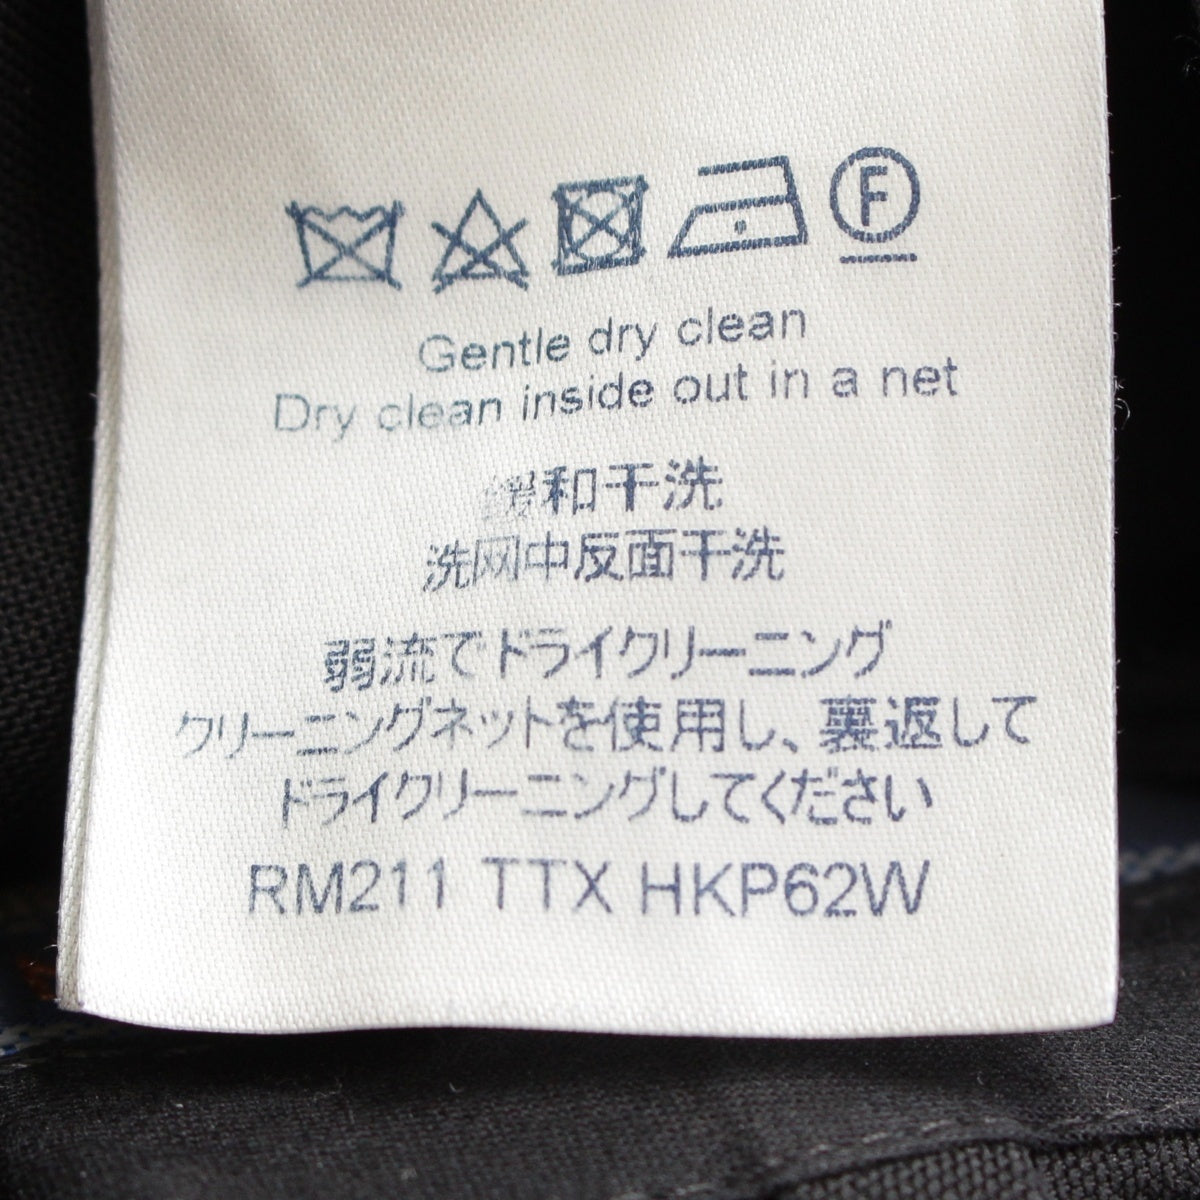 F
Gentle dry clean
Dry clean inside out in a net
缓和干洗
洗网中反面干洗
弱流でドライクリーニング
クリーニングネットを使用し、裏返して
ドライクリーニングしてください
RM211 TTX HKP62W